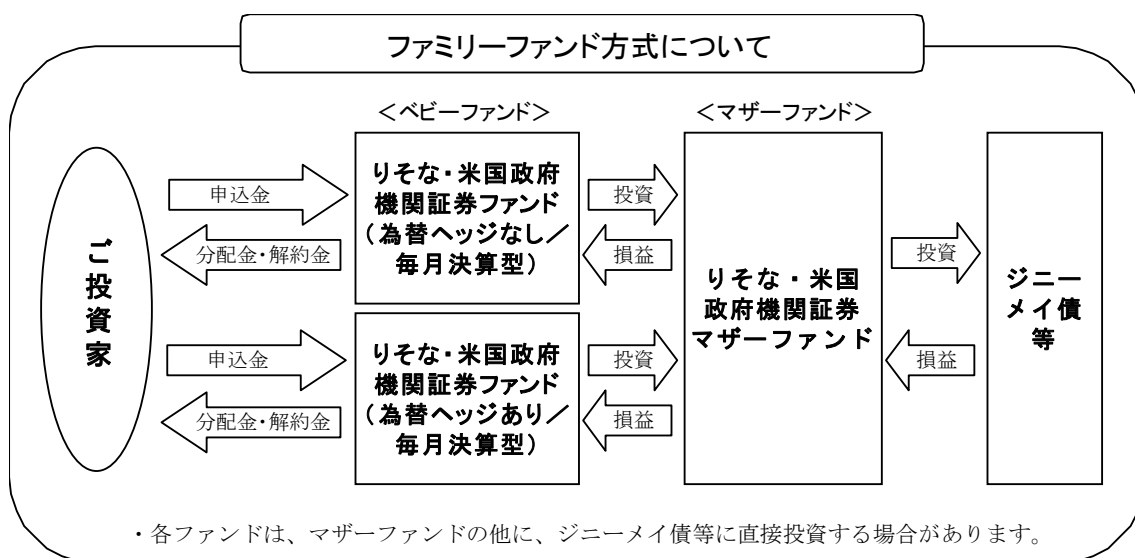 ファミリーファンド方式について
＜ベビーファンド＞
＜マザーファンド＞
ご投資家
申込金
分配金・解約金
りそな・米国政府
機関証券ファンド
（為替ヘッジなし／
毎月決算型）
投資
損益
申込金
分配金・解約金
りそな・米国政府
機関証券ファンド
（為替ヘッジあり／
毎月決算型）
投資
損益
りそな・米国
政府機関証券
マザーファンド
投資
損益
ジニー
メイ債
等
・各ファンドは、マザーファンドの他に、ジニーメイ債等に直接投資する場合があります。